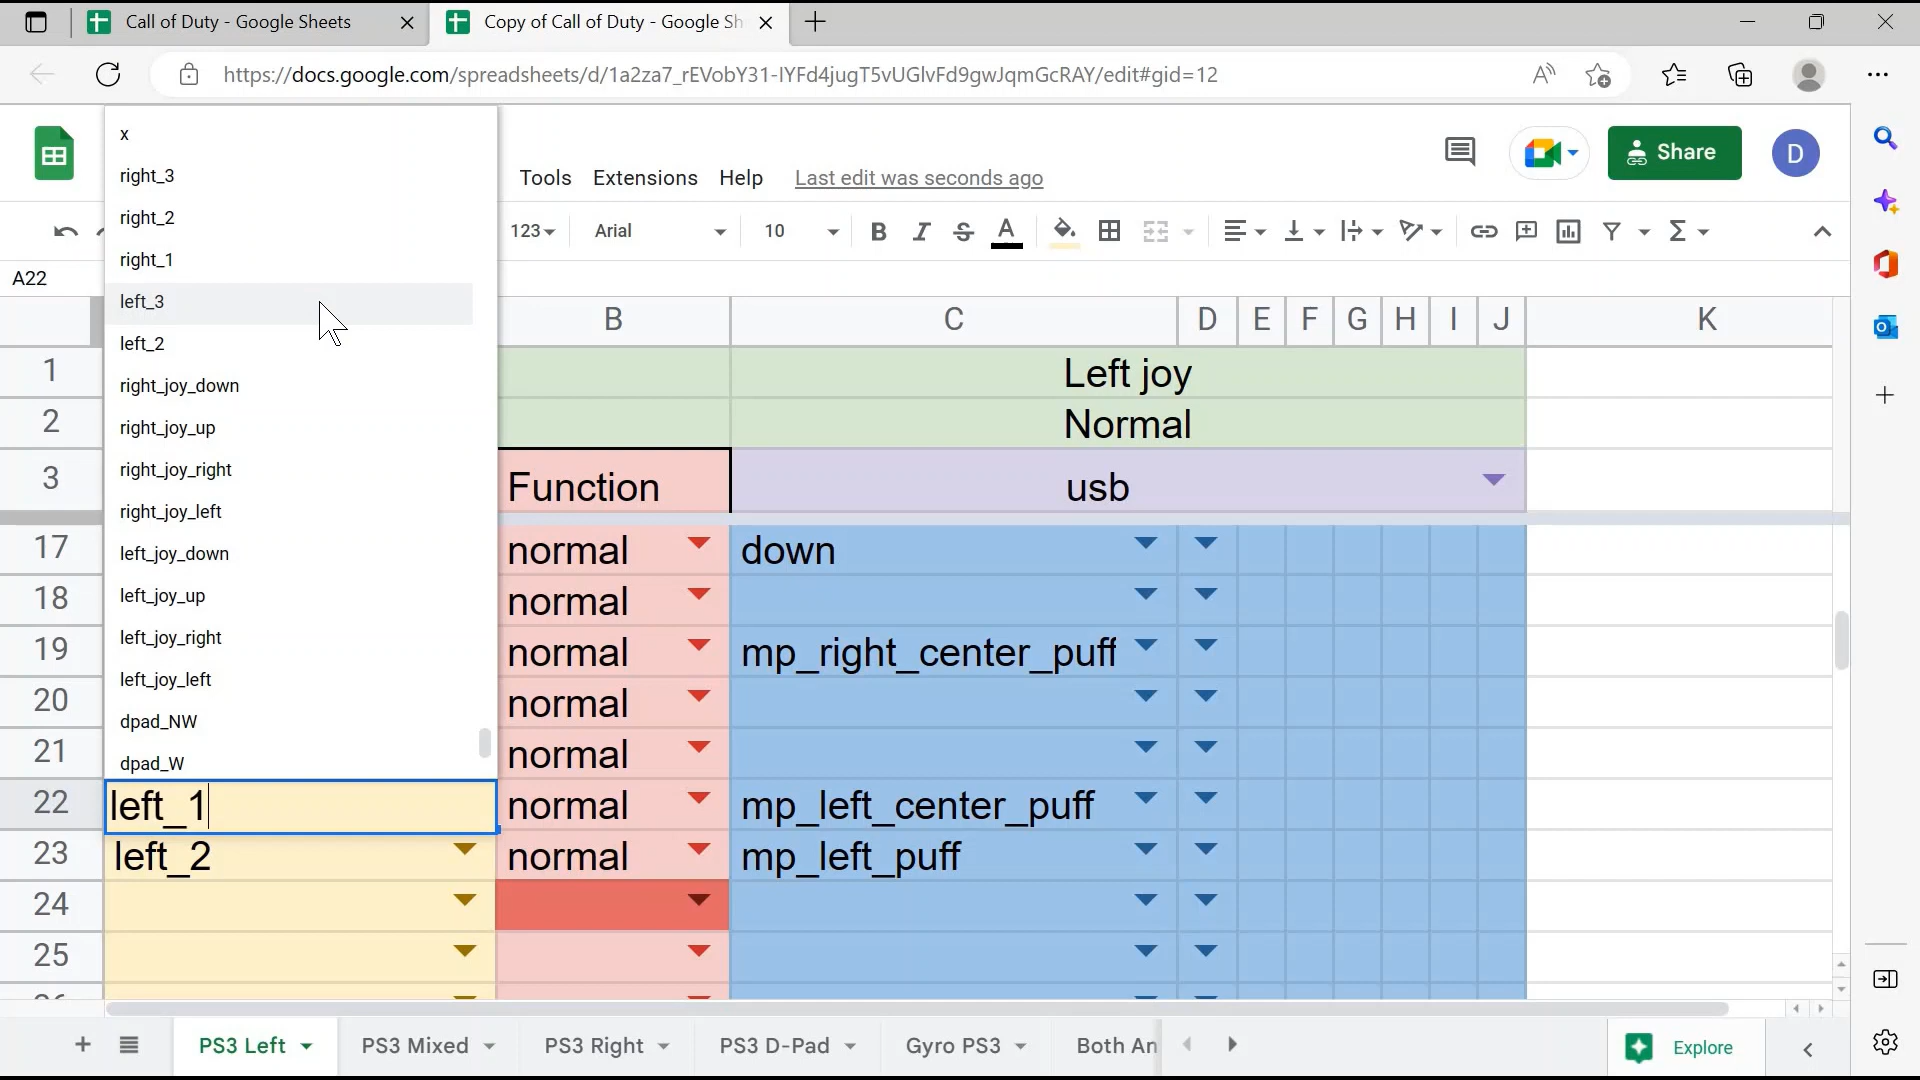 Call of Duty - Google Sheets
Copy of Call of Duty - Google Sh
https://docs.google.com/spreadsheets/d/1a2za7_rEVobY31-IYFd4jugT5vUGlvFd9gwJqmGcRAY/edit#gid=12
Tools Extensions Help Last edit was seconds ago
Share
D
123 Arial 10 B I S A
A22
x
right_3
right_2
right_1
left_3
left_2
right_joy_down
right_joy_up
right_joy_right
right_joy_left
left_joy_down
left_joy_up
left_joy_right
left_joy_left
dpad_NW
dpad_W
B C D E F G H I J K
1 Left joy
2 Normal
3 Function usb
17 normal down
18 normal
19 normal mp_right_center_puff
20 normal
21 normal
22 left_1 normal mp_left_center_puff
23 left_2 normal mp_left_puff
24
25
PS3 Left PS3 Mixed PS3 Right PS3 D-Pad Gyro PS3 Both An
Explore